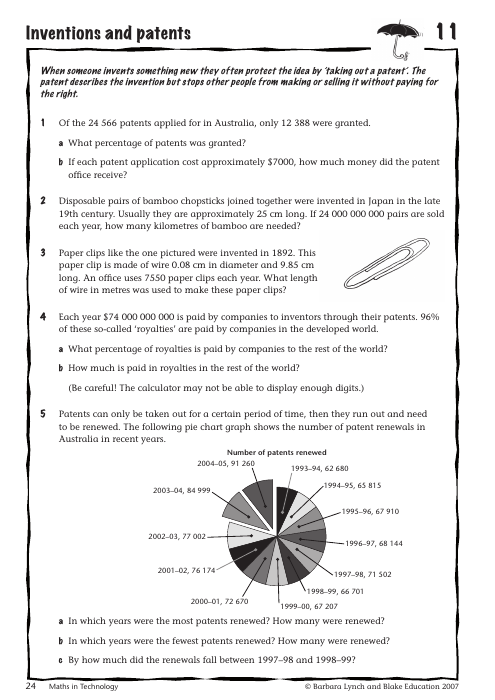 Inventions and patents
11
When someone invents something new they often protect the idea by 'taking out a patent'. The
patent describes the invention but stops other people from making or selling it without paying for
the right.
1 Of the 24 566 patents applied for in Australia, only 12 388 were granted.
a What percentage of patents was granted?
b If each patent application cost approximately $7000, how much money did the patent
office receive?
2 Disposable pairs of bamboo chopsticks joined together were invented in Japan in the late
19th century. Usually they are approximately 25 cm long. If 24 000 000 000 pairs are sold
each year, how many kilometres of bamboo are needed?
3 Paper clips like the one pictured were invented in 1892. This
paper clip is made of wire 0.08 cm in diameter and 9.85 cm
long. An office uses 7550 paper clips each year. What length
of wire in metres was used to make these paper clips?
4 Each year $74 000 000 000 is paid by companies to inventors through their patents. 96%
of these so-called 'royalties' are paid by companies in the developed world.
a What percentage of royalties is paid by companies to the rest of the world?
b How much is paid in royalties in the rest of the world?
(Be careful! The calculator may not be able to display enough digits.)
5 Patents can only be taken out for a certain period of time, then they run out and need
to be renewed. The following pie chart graph shows the number of patent renewals in
Australia in recent years.
Number of patents renewed
2004–05, 91 260
1993–94, 62 680
2003–04, 84 999
1994–95, 65 815
1995–96, 67 910
2002–03, 77 002
1996–97, 68 144
2001–02, 76 174
1997–98, 71 502
1998–99, 66 701
2000–01, 72 670
1999–00, 67 207
a In which years were the most patents renewed? How many were renewed?
b In which years were the fewest patents renewed? How many were renewed?
c By how much did the renewals fall between 1997–98 and 1998–99?
24 Maths in Technology
© Barbara Lynch and Blake Education 2007